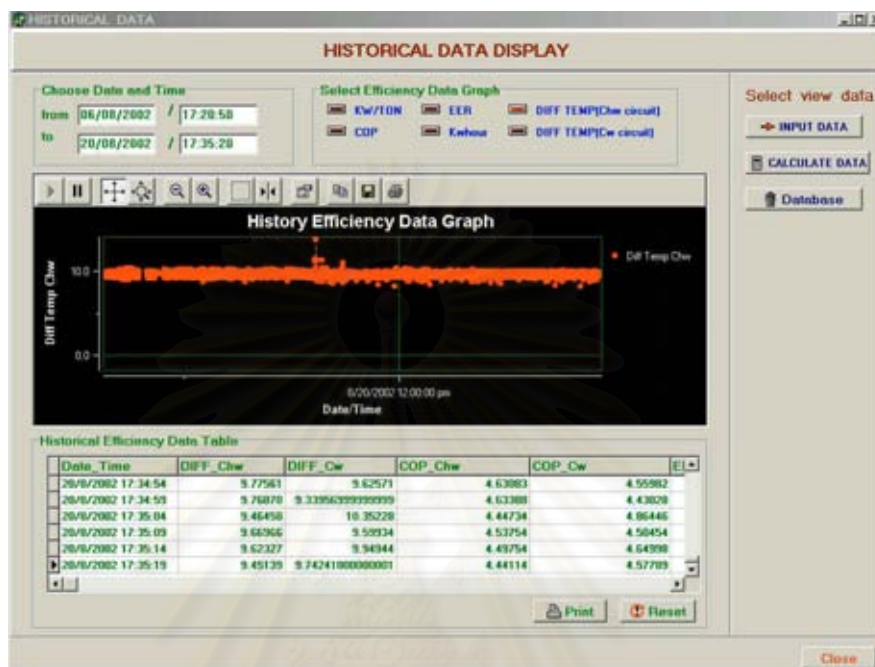 HISTORICAL DATA
HISTORICAL DATA DISPLAY
Choose Date and Time
from 06/08/2002 / 17:20:50
to 20/08/2002 / 17:35:20
Select Efficiency Data Graph
KW/TON EER DIFF TEMP(Chw circuit)
COP Kwhour DIFF TEMP(Cw circuit)
Select view data
INPUT DATA
CALCULATE DATA
Database
History Efficiency Data Graph
Diff Temp Chw
10.0
0.0
Diff Temp Chw
8/20/2002 12:00:00 pm
Date/Time
Historical Efficiency Data Table
Date_Time DIFF_Chw DIFF_Cw COP_Chw COP_Cw
20/8/2002 17:34:54 9.77561 9.62571 4.63083 4.55982
20/8/2002 17:34:59 9.76870 9.33956999999999 4.63388 4.43028
20/8/2002 17:35:04 9.46458 10.35228 4.44734 4.86446
20/8/2002 17:35:09 9.66966 9.59934 4.53754 4.50454
20/8/2002 17:35:14 9.62327 9.94944 4.49754 4.64998
20/8/2002 17:35:19 9.45139 9.74241000000001 4.44114 4.57789
Print Reset
Close